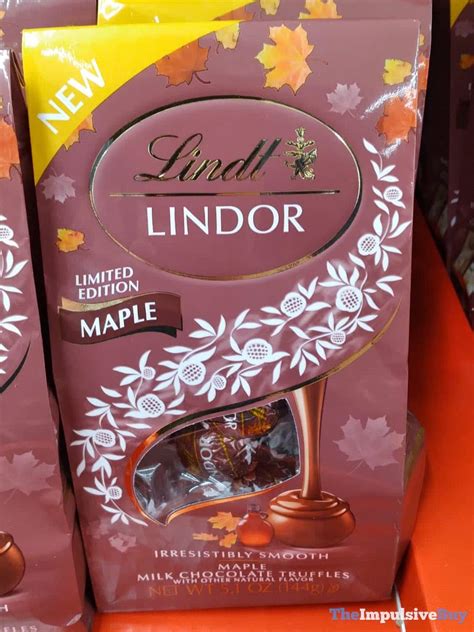 NEW
Lindt
LINDOR
LIMITED
EDITION
MAPLE
LINDOR
IRRESISTIBLY SMOOTH
MAPLE
MILK CHOCOLATE TRUFFLES
WITH OTHER NATURAL FLAVOR
NET WT 5.1 OZ (144g)
TheImpulsiveBuy